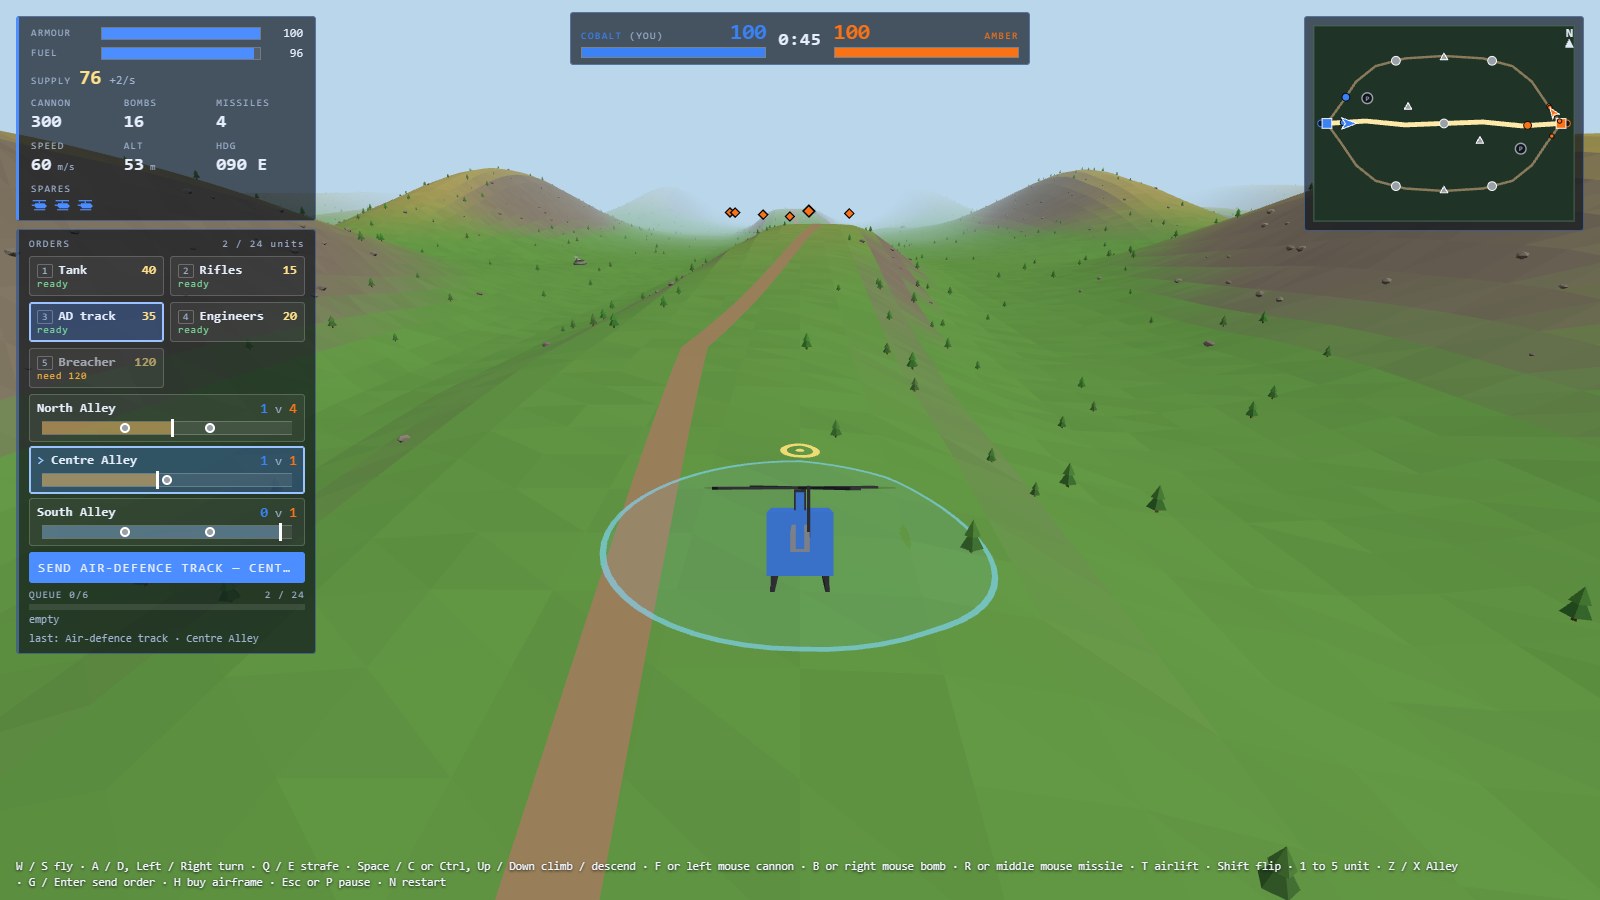 ARMOUR 100
FUEL 96
SUPPLY 76 +2/s
CANNON BOMBS MISSILES
300 16 4
SPEED ALT HDG
60 m/s 53 m 090 E
SPARES
COBALT (YOU) 100 0:45 100 AMBER
N
P
P
ORDERS 2 / 24 units
1 Tank 40 2 Rifles 15
ready ready
3 AD track 35 4 Engineers 20
ready ready
5 Breacher 120
need 120
North Alley 1 v 4
> Centre Alley 1 v 1
South Alley 0 v 1
SEND AIR-DEFENCE TRACK — CENT…
QUEUE 0/6 2 / 24
empty
last: Air-defence track · Centre Alley
W / S fly · A / D, Left / Right turn · Q / E strafe · Space / C or Ctrl, Up / Down climb / descend · F or left mouse cannon · B or right mouse bomb · R or middle mouse missile · T airlift · Shift flip · 1 to 5 unit · Z / X Alley
· G / Enter send order · H buy airframe · Esc or P pause · N restart